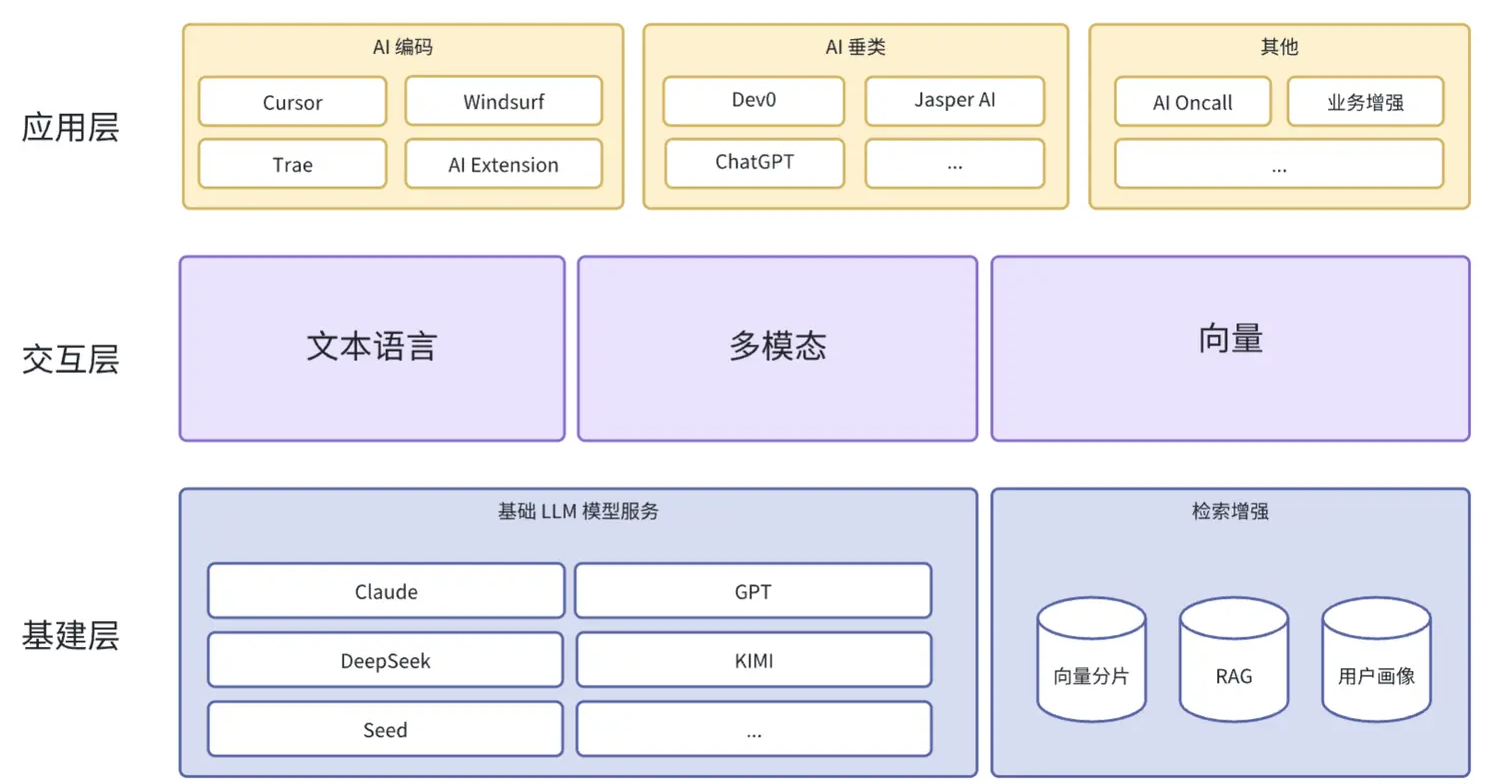 应用层
AI 编码
Cursor
Windsurf
Trae
AI Extension
AI 垂类
Dev0
Jasper AI
ChatGPT
...
其他
AI Oncall
业务增强
...
交互层
文本语言
多模态
向量
基建层
基础 LLM 模型服务
Claude
GPT
DeepSeek
KIMI
Seed
...
检索增强
向量分片
RAG
用户画像